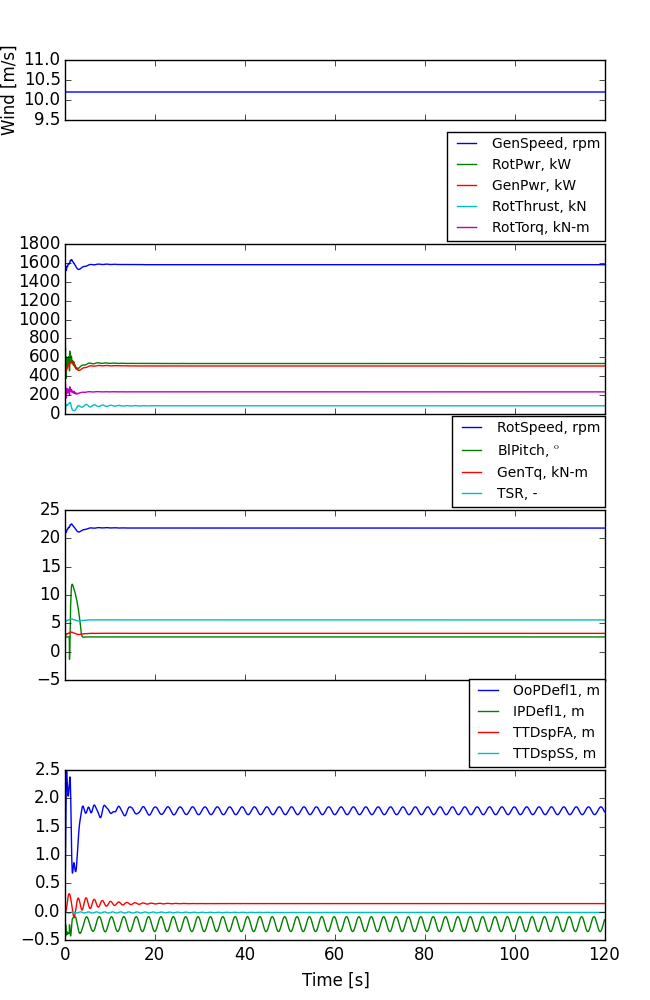 Wind [m/s]
11.0
10.5
10.0
9.5
GenSpeed, rpm
RotPwr, kW
GenPwr, kW
RotThrust, kN
RotTorq, kN-m
1800
1600
1400
1200
1000
800
600
400
200
0
RotSpeed, rpm
BlPitch, °
GenTq, kN-m
TSR, -
25
20
15
10
5
0
−5
OoPDefl1, m
IPDefl1, m
TTDspFA, m
TTDspSS, m
2.5
2.0
1.5
1.0
0.5
0.0
−0.5
0 20 40 60 80 100 120
Time [s]